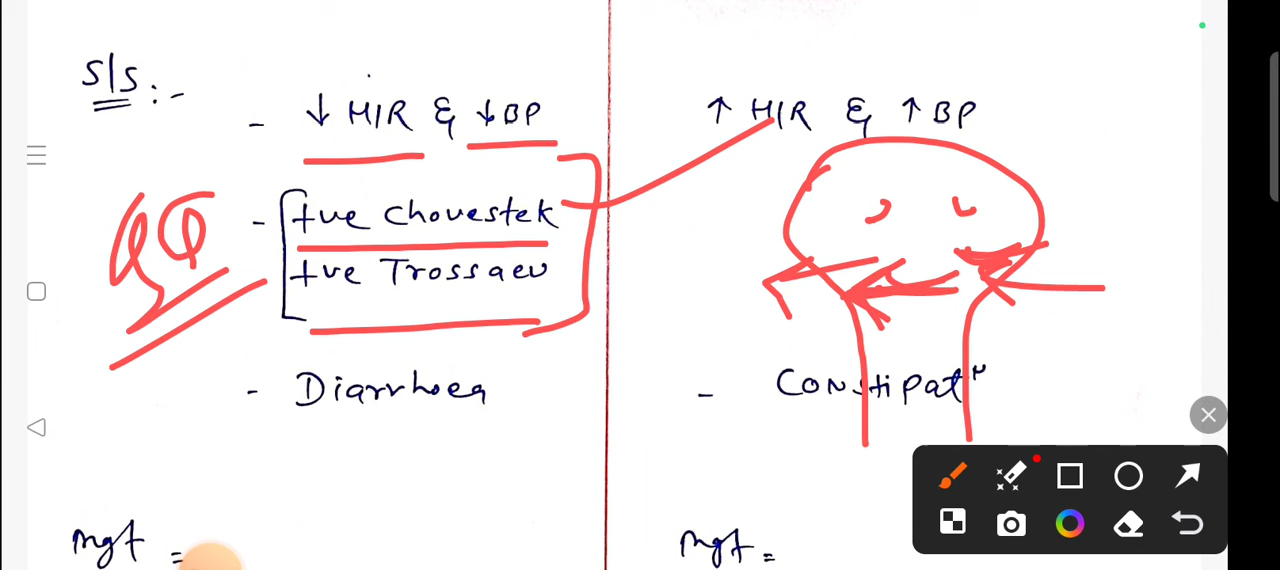 S/S :-
- ↓ H/R & ↓ BP
- +ve Chovestek
+ve Trossaeu
- Diarrhoea
mgt =
↑ H/R & ↑ BP
- Constipatⁿ
mgt =